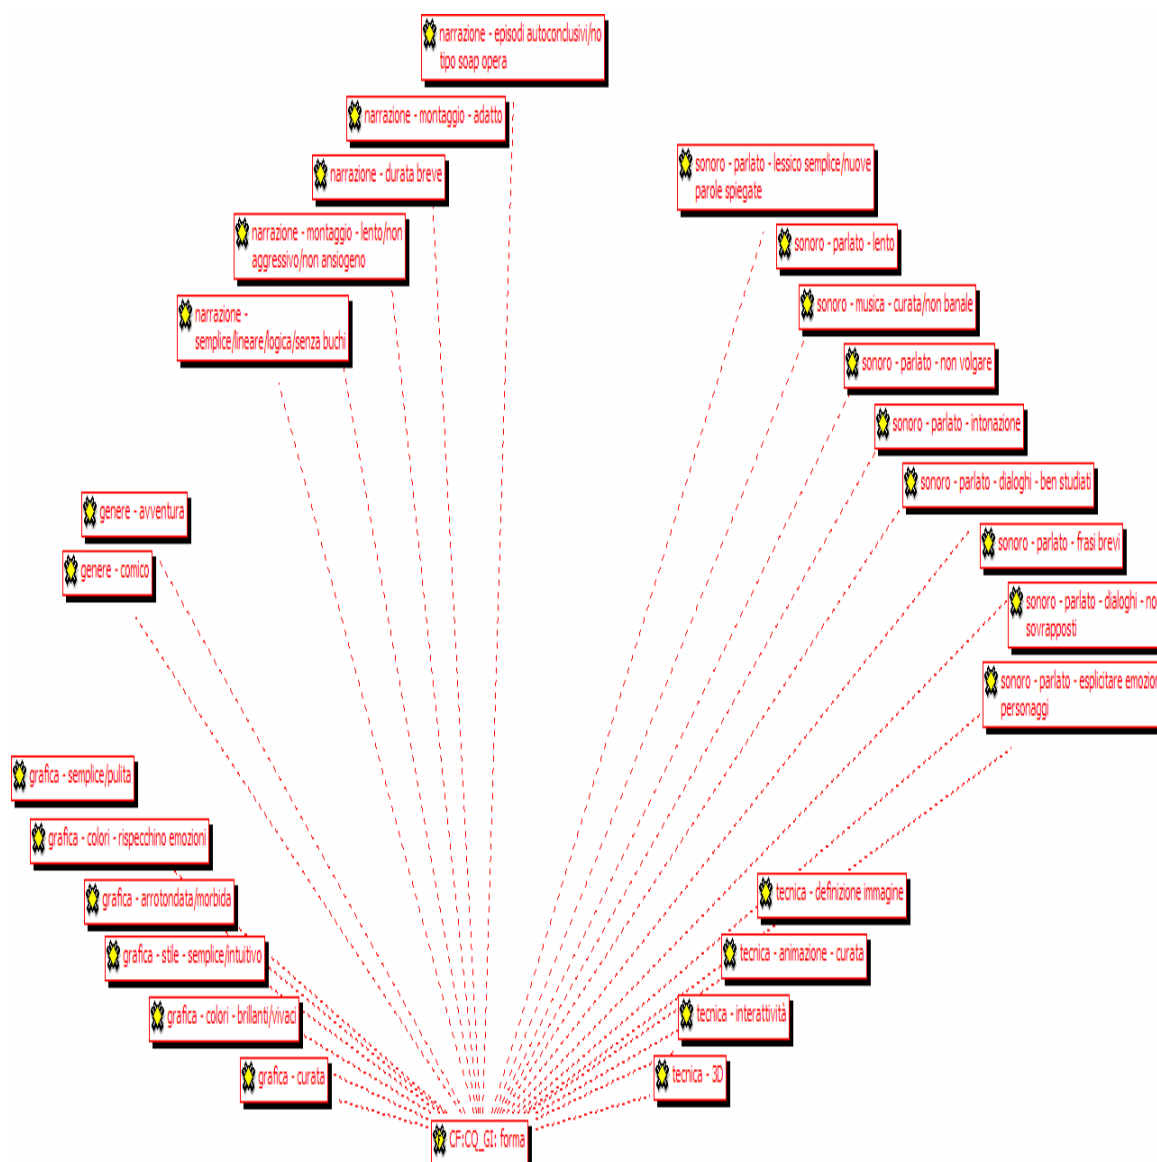 narrazione - episodi autoconclusivi/no
tipo soap opera
narrazione - montaggio - adatto
narrazione - durata breve
narrazione - montaggio - lento/non
aggressivo/non ansiogeno
narrazione -
semplice/lineare/logica/senza buchi
sonoro - parlato - lessico semplice/nuove
parole spiegate
sonoro - parlato - lento
sonoro - musica - curata/non banale
sonoro - parlato - non volgare
sonoro - parlato - intonazione
sonoro - parlato - dialoghi - ben studiati
sonoro - parlato - frasi brevi
sonoro - parlato - dialoghi - no
sovrapposti
sonoro - parlato - esplicitare emozion
personaggi
genere - avventura
genere - comico
grafica - semplice/pulita
grafica - colori - rispecchino emozioni
grafica - arrotondata/morbida
grafica - stile - semplice/intuitivo
grafica - colori - brillanti/vivaci
grafica - curata
tecnica - definizione immagine
tecnica - animazione - curata
tecnica - interattività
tecnica - 3D
CF:CQ_GI: forma